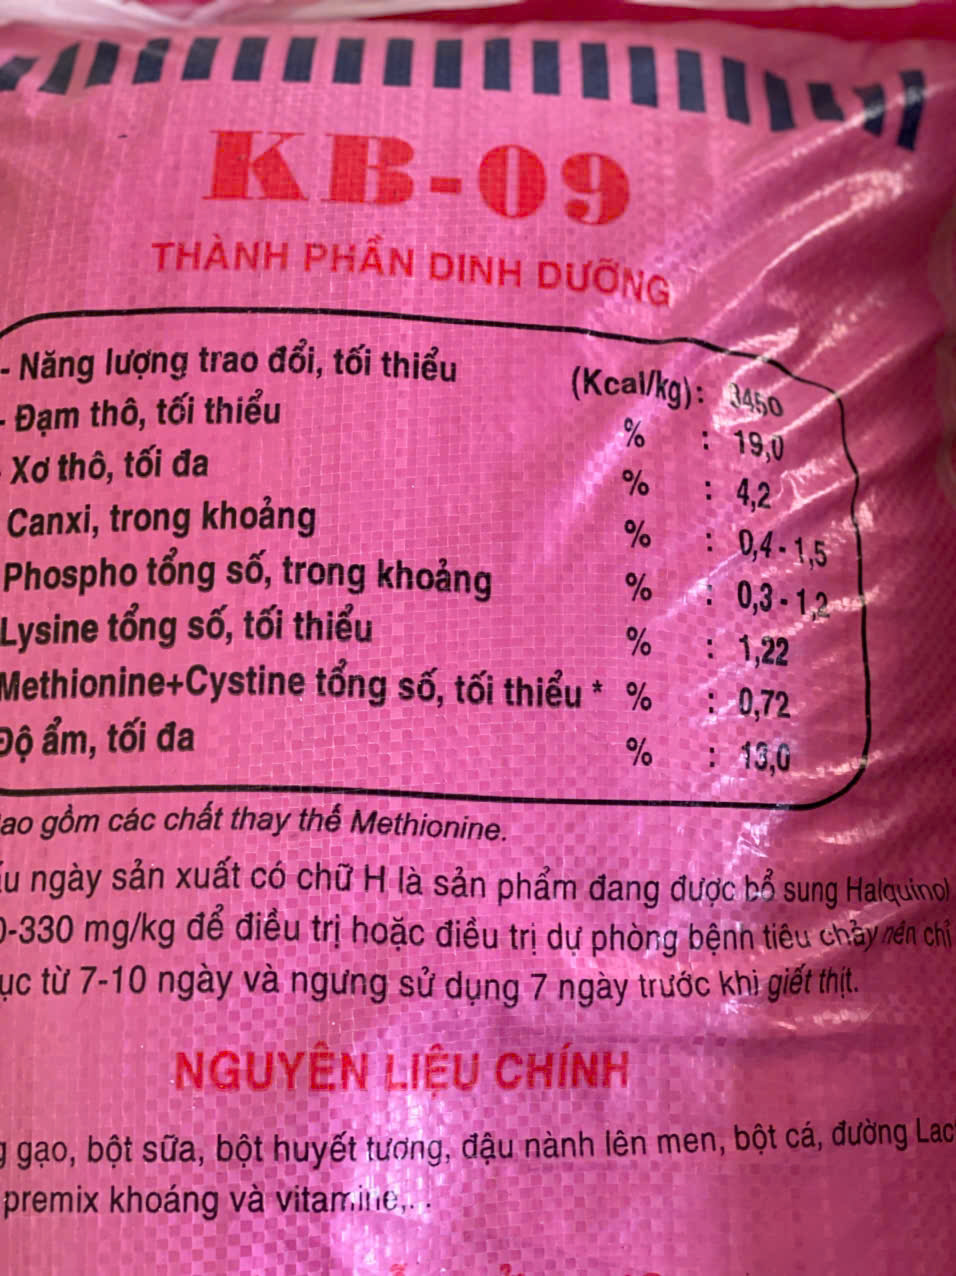 KB-09
THÀNH PHẦN DINH DƯỠNG
- Năng lượng trao đổi, tối thiểu (Kcal/kg): 3450
- Đạm thô, tối thiểu % : 19,0
Xơ thô, tối đa % : 4,2
Canxi, trong khoảng % : 0,4 - 1,5
Phospho tổng số, trong khoảng % : 0,3 - 1,2
Lysine tổng số, tối thiểu % : 1,22
Methionine+Cystine tổng số, tối thiểu * % : 0,72
Độ ẩm, tối đa % : 13,0
gồm các chất thay thế Methionine.
ngày sản xuất có chữ H là sản phẩm đang được bổ sung Halquinol
-330 mg/kg để điều trị hoặc điều trị dự phòng bệnh tiêu chảy nên chỉ
từ 7-10 ngày và ngưng sử dụng 7 ngày trước khi giết thịt.
NGUYÊN LIỆU CHÍNH
gạo, bột sữa, bột huyết tương, đậu nành lên men, bột cá, đường
premix khoáng và vitamine,. .